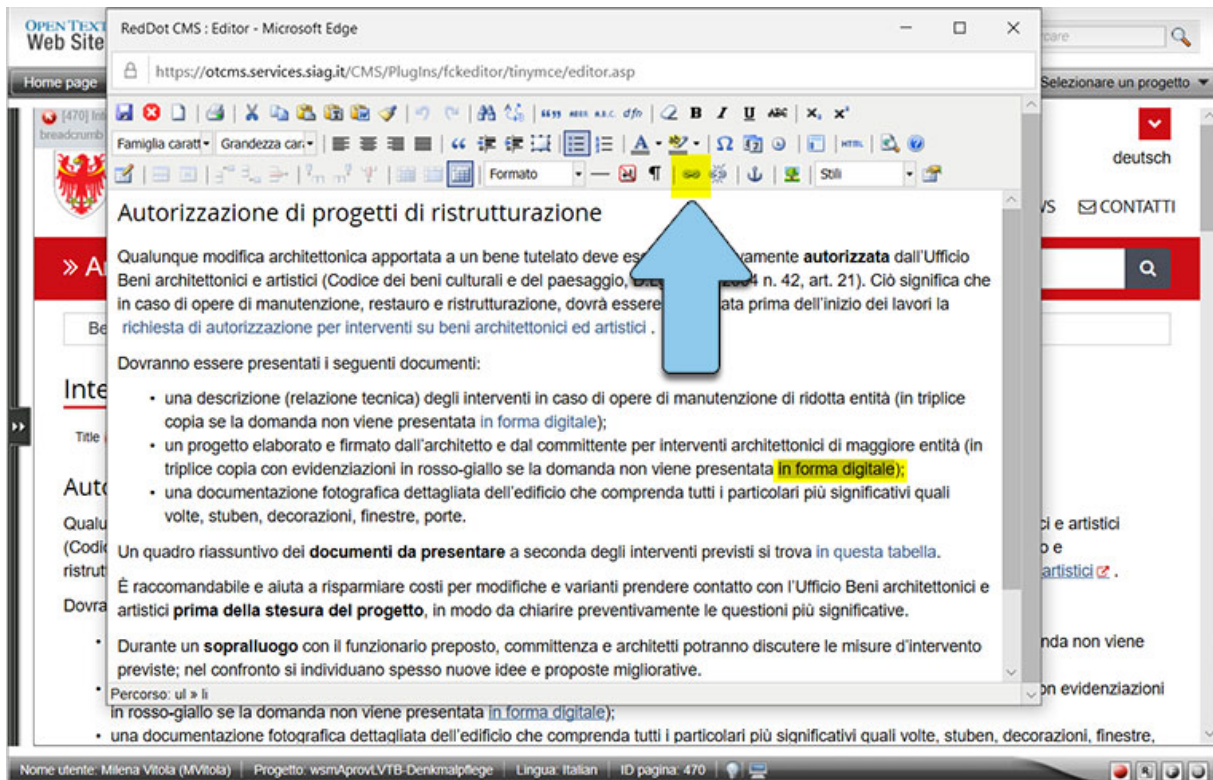 OPEN TEXT
Web Site
RedDot CMS : Editor - Microsoft Edge
https://otcms.services.siag.it/CMS/PlugIns/fckeditor/tinymce/editor.asp
Home page
Selezionare un progetto
[470]
breadcrumb
deutsch
CONTATTI
Famiglia caratt
Grandezza car
HTML
Formato
Stili
Autorizzazione di progetti di ristrutturazione
Qualunque modifica architettonica apportata a un bene tutelato deve autorizzata dall'Ufficio
Beni architettonici e artistici (Codice dei beni culturali e del paesaggio, n. 42, art. 21). Ciò significa che
in caso di opere di manutenzione, restauro e ristrutturazione, dovrà essere prima dell'inizio dei lavori la
richiesta di autorizzazione per interventi su beni architettonici ed artistici .
Dovranno essere presentati i seguenti documenti:
• una descrizione (relazione tecnica) degli interventi in caso di opere di manutenzione di ridotta entità (in triplice
copia se la domanda non viene presentata in forma digitale);
• un progetto elaborato e firmato dall'architetto e dal committente per interventi architettonici di maggiore entità (in
triplice copia con evidenziazioni in rosso-giallo se la domanda non viene presentata in forma digitale);
• una documentazione fotografica dettagliata dell'edificio che comprenda tutti i particolari più significativi quali
volte, stuben, decorazioni, finestre, porte.
Un quadro riassuntivo dei documenti da presentare a seconda degli interventi previsti si trova in questa tabella.
È raccomandabile e aiuta a risparmiare costi per modifiche e varianti prendere contatto con l'Ufficio Beni architettonici e
artistici prima della stesura del progetto, in modo da chiarire preventivamente le questioni più significative.
Durante un sopralluogo con il funzionario preposto, committenza e architetti potranno discutere le misure d'intervento
previste; nel confronto si individuano spesso nuove idee e proposte migliorative.
Percorso: ul » li
Title
ci e artistici
artistici .
nda non viene
on evidenziazioni
in rosso-giallo se la domanda non viene presentata in forma digitale);
• una documentazione fotografica dettagliata dell'edificio che comprenda tutti i particolari più significativi quali volte, stuben, decorazioni, finestre,
Nome utente: Milena Vitola (MVitola) Progetto: wsmAprovLVTB-Denkmalpflege Lingua: Italian ID pagina: 470